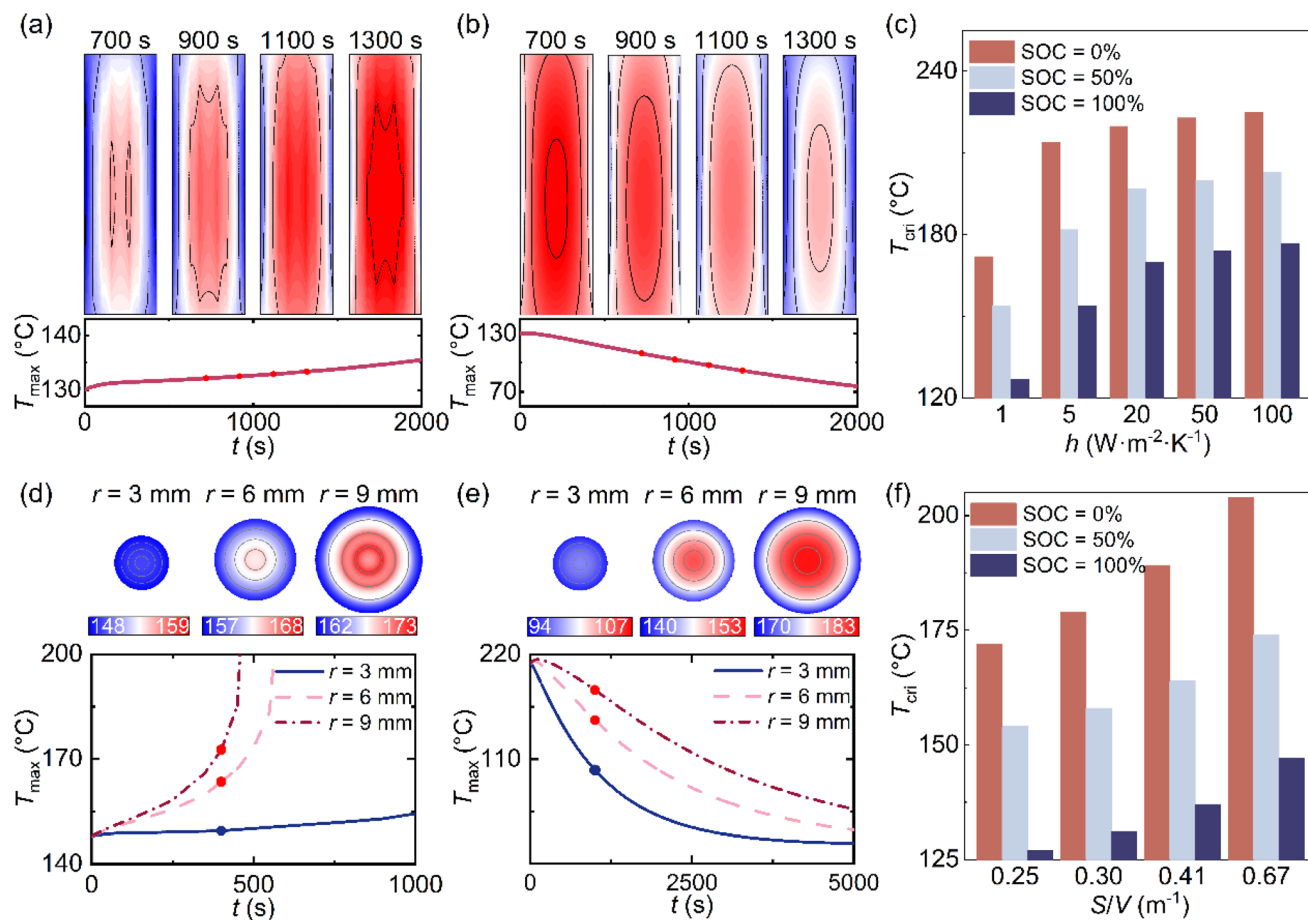 (a)
700 s 900 s 1100 s 1300 s
T_max (°C)
140
130
0 1000 2000
t (s)
(b)
700 s 900 s 1100 s 1300 s
T_max (°C)
130
70
0 1000 2000
t (s)
(c)
SOC = 0%
SOC = 50%
SOC = 100%
T_cri (°C)
240
180
120
1 5 20 50 100
h (W·m⁻²·K⁻¹)
(d)
r = 3 mm r = 6 mm r = 9 mm
148 159 157 168 162 173
T_max (°C)
200
170
140
r = 3 mm
r = 6 mm
r = 9 mm
0 500 1000
t (s)
(e)
r = 3 mm r = 6 mm r = 9 mm
94 107 140 153 170 183
T_max (°C)
220
110
r = 3 mm
r = 6 mm
r = 9 mm
0 2500 5000
t (s)
(f)
SOC = 0%
SOC = 50%
SOC = 100%
T_cri (°C)
200
175
150
125
0.25 0.30 0.41 0.67
S/V (m⁻¹)